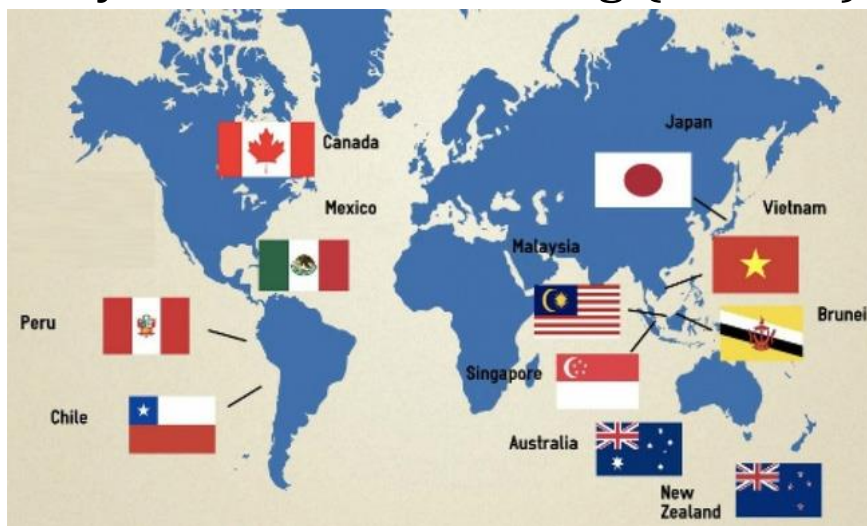 Canada
Japan
Mexico
Vietnam
Malaysia
Peru
Brunei
Singapore
Chile
Australia
New
Zealand